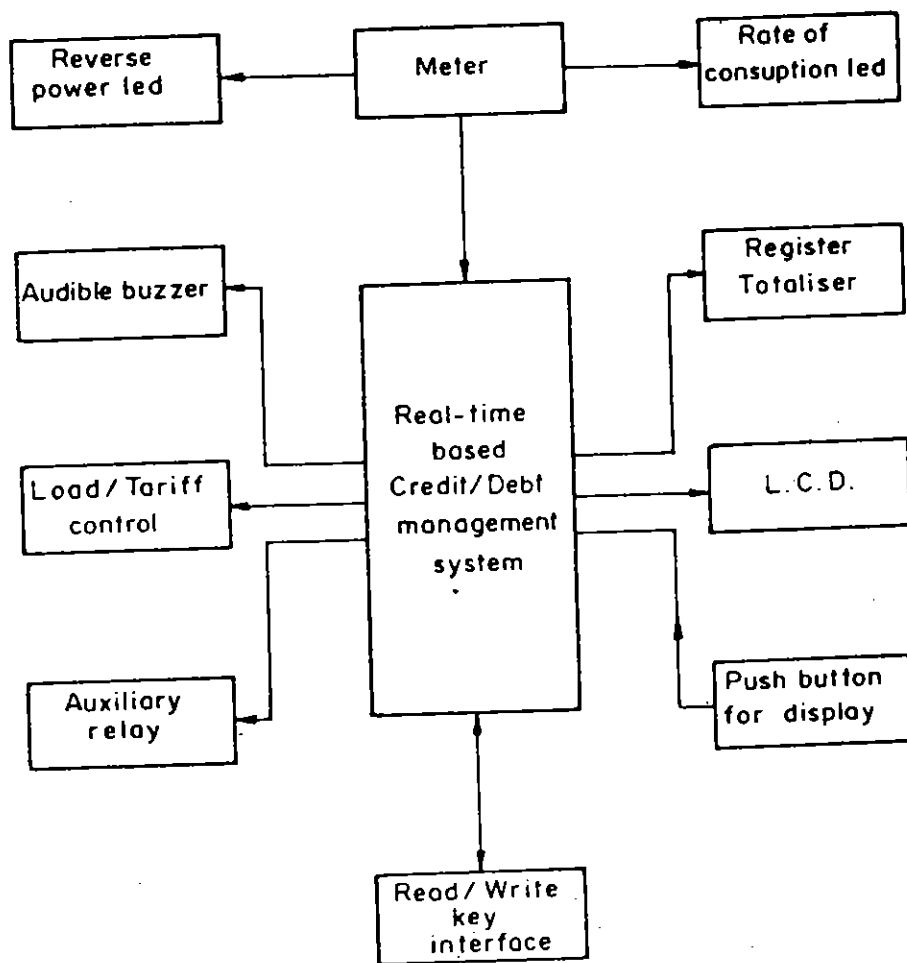 Reverse
power led
Meter
Rate of
consuption led
Audible buzzer
Register
Totaliser
Real-time
based
Credit/Debt
management
system
Load/Tariff
control
L.C.D.
Auxiliary
relay
Push button
for display
Read/Write
key
interface